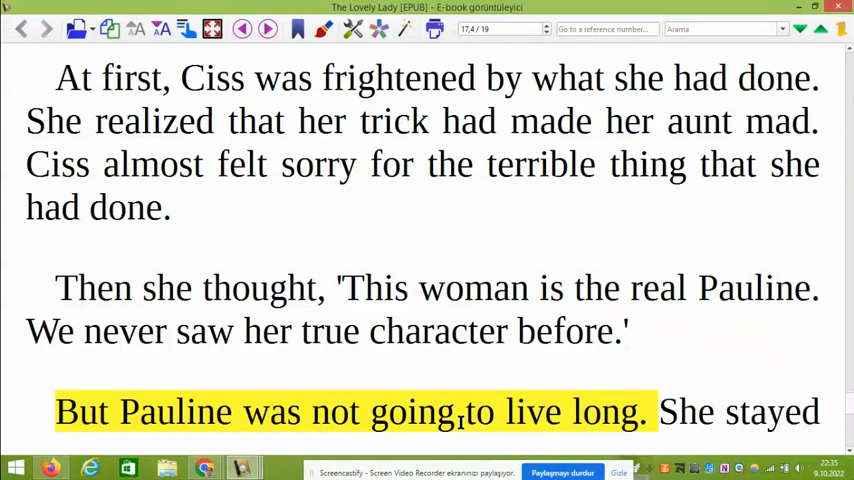 The Lovely Lady [EPUB] - E-book görüntüleyici
17,4 / 19
Go to a reference number...
Arama
At first, Ciss was frightened by what she had done.
She realized that her trick had made her aunt mad.
Ciss almost felt sorry for the terrible thing that she
had done.
Then she thought, 'This woman is the real Pauline.
We never saw her true character before.'
But Pauline was not going to live long. She stayed
Screencastify - Screen Video Recorder ekranınızı paylaşıyor.
Paylaşmayı durdur
Gizle
22:35
9.10.2022